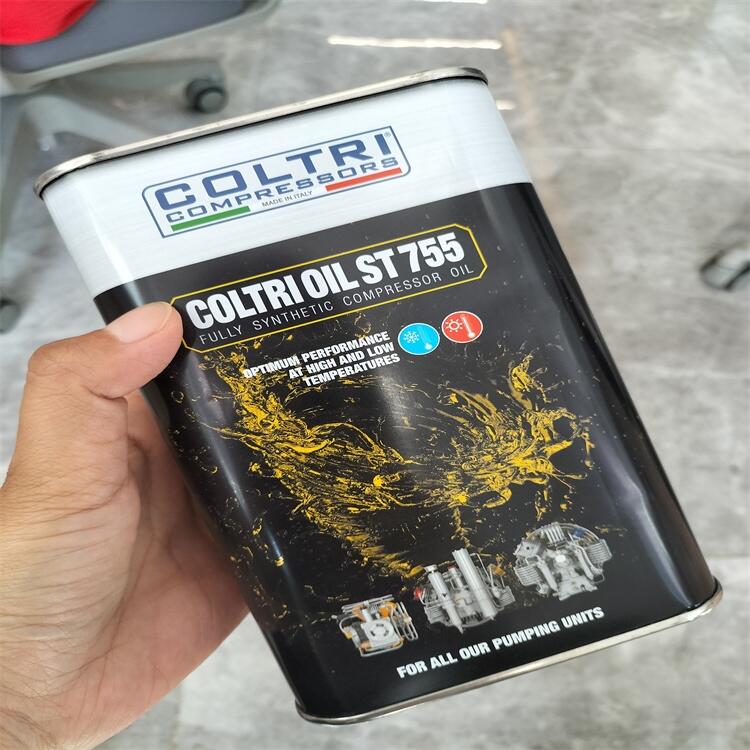 COLTRI®
COMPRESSORS
MADE IN ITALY
COLTRI OIL ST 755
FULLY SYNTHETIC COMPRESSOR OIL
OPTIMUM PERFORMANCE
AT HIGH AND LOW
TEMPERATURES
FOR ALL OUR PUMPING UNITS